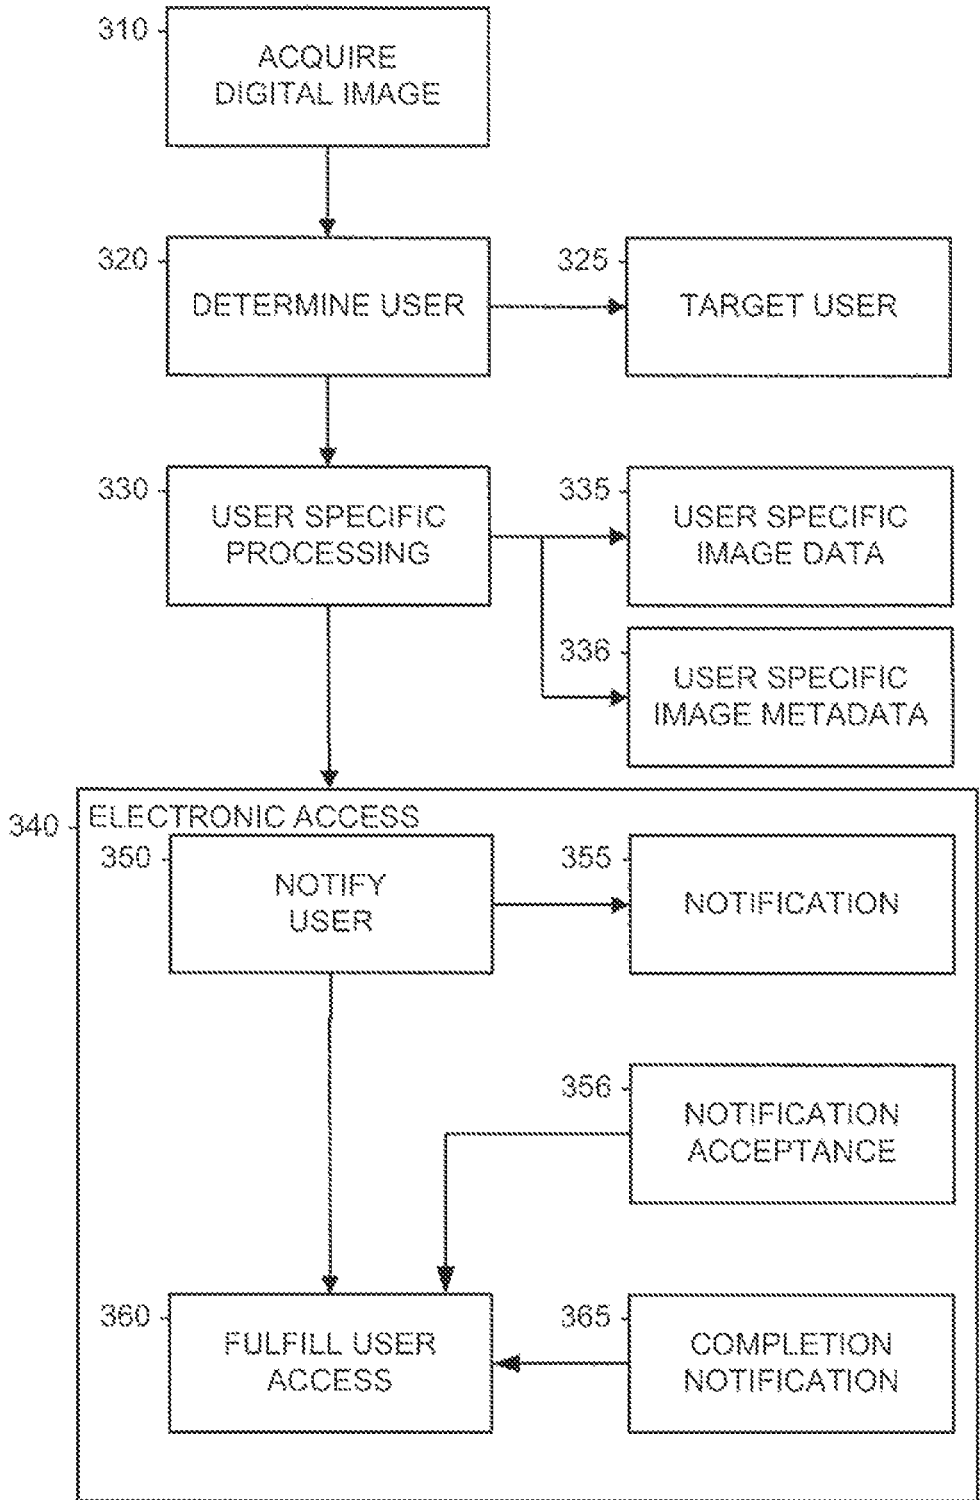 310
ACQUIRE
DIGITAL IMAGE
320
DETERMINE USER
325
TARGET USER
330
USER SPECIFIC
PROCESSING
335
USER SPECIFIC
IMAGE DATA
336
USER SPECIFIC
IMAGE METADATA
340
ELECTRONIC ACCESS
350
NOTIFY
USER
355
NOTIFICATION
356
NOTIFICATION
ACCEPTANCE
360
FULFILL USER
ACCESS
365
COMPLETION
NOTIFICATION